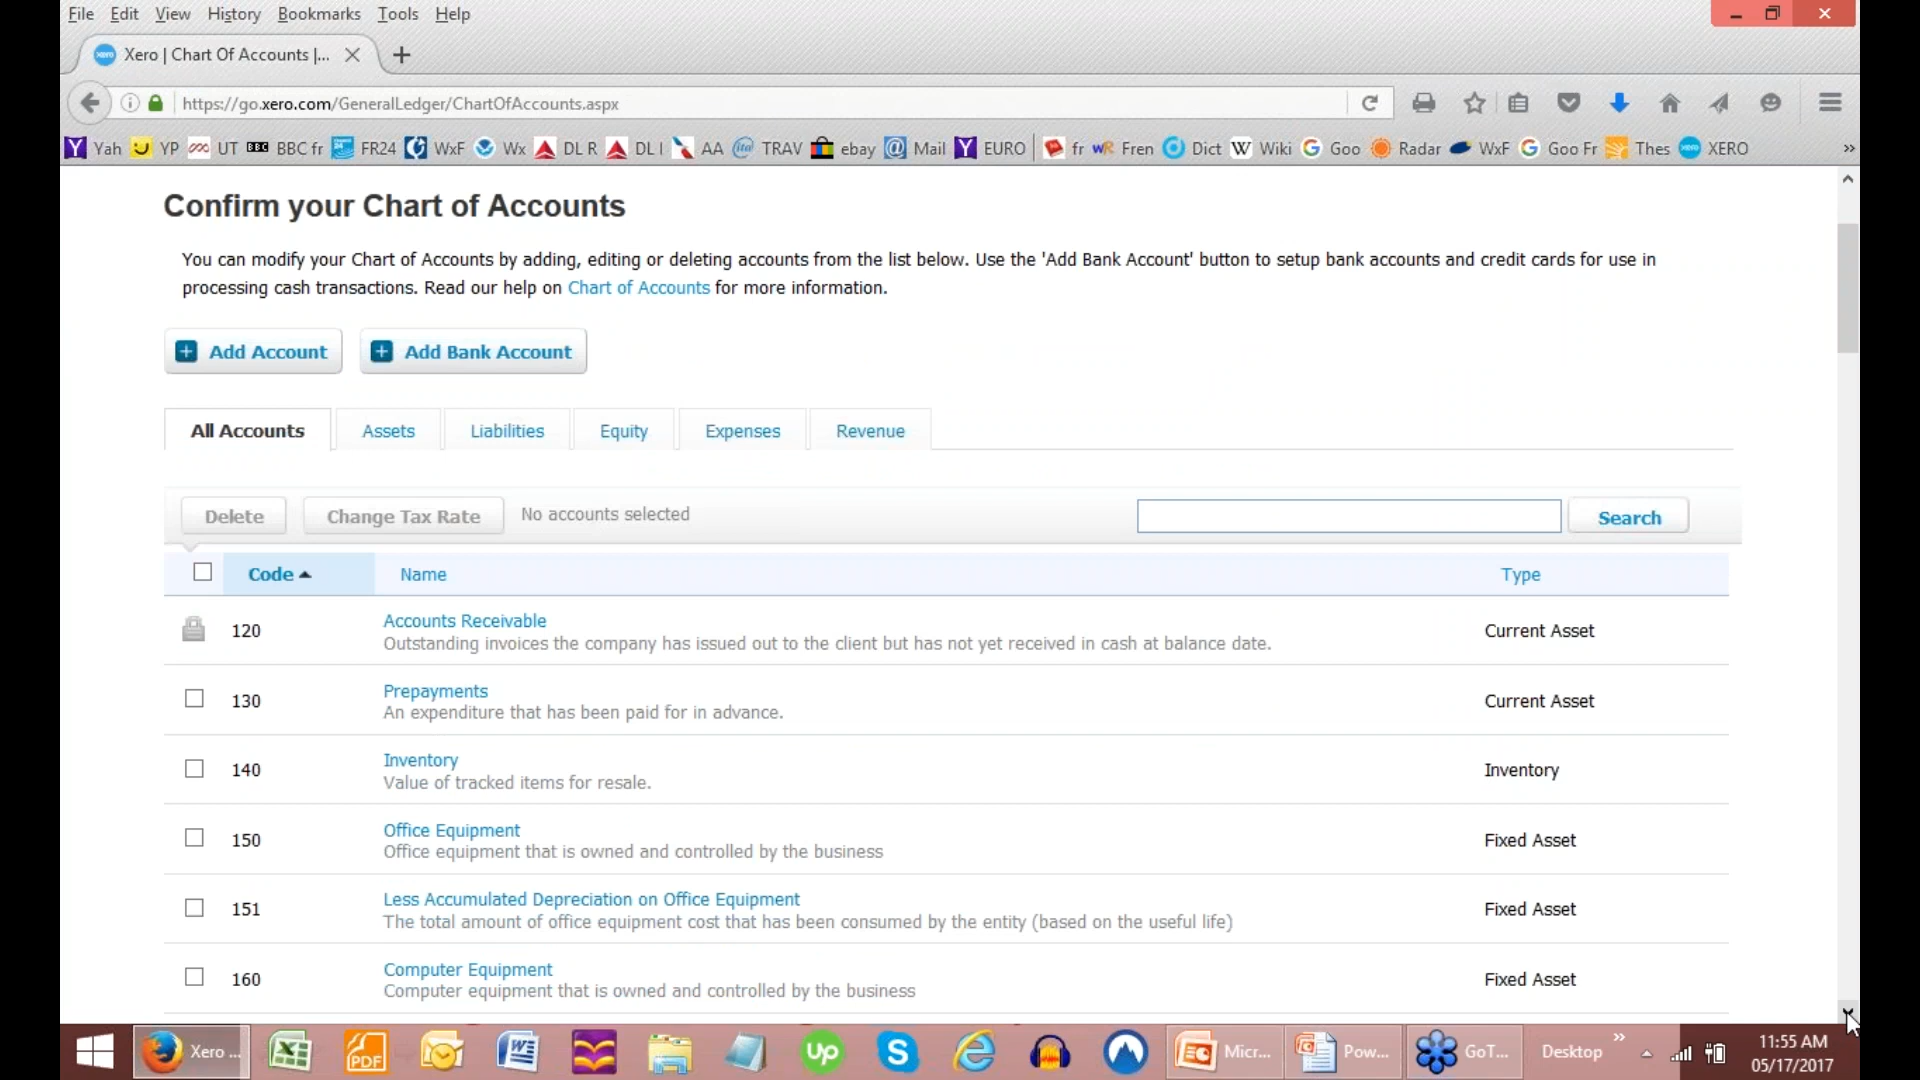 File Edit View History Bookmarks Tools Help
Xero | Chart Of Accounts |...
https://go.xero.com/GeneralLedger/ChartOfAccounts.aspx
Yah YP UT BBC BBC fr FR24 WxF Wx DL R DL I AA TRAV ebay Mail EURO fr Fren Dict Wiki Goo Radar WxF Goo Fr Thes XERO »
Confirm your Chart of Accounts
You can modify your Chart of Accounts by adding, editing or deleting accounts from the list below. Use the 'Add Bank Account' button to setup bank accounts and credit cards for use in
processing cash transactions. Read our help on Chart of Accounts for more information.
Add Account Add Bank Account
All Accounts Assets Liabilities Equity Expenses Revenue
Delete Change Tax Rate No accounts selected Search
Code Name Type
120 Accounts Receivable Current Asset
Outstanding invoices the company has issued out to the client but has not yet received in cash at balance date.
130 Prepayments Current Asset
An expenditure that has been paid for in advance.
140 Inventory Inventory
Value of tracked items for resale.
150 Office Equipment Fixed Asset
Office equipment that is owned and controlled by the business
151 Less Accumulated Depreciation on Office Equipment Fixed Asset
The total amount of office equipment cost that has been consumed by the entity (based on the useful life)
160 Computer Equipment Fixed Asset
Computer equipment that is owned and controlled by the business
Xero ... PDF Up S Micr... Pow... GoT... Desktop » 11:55 AM
05/17/2017